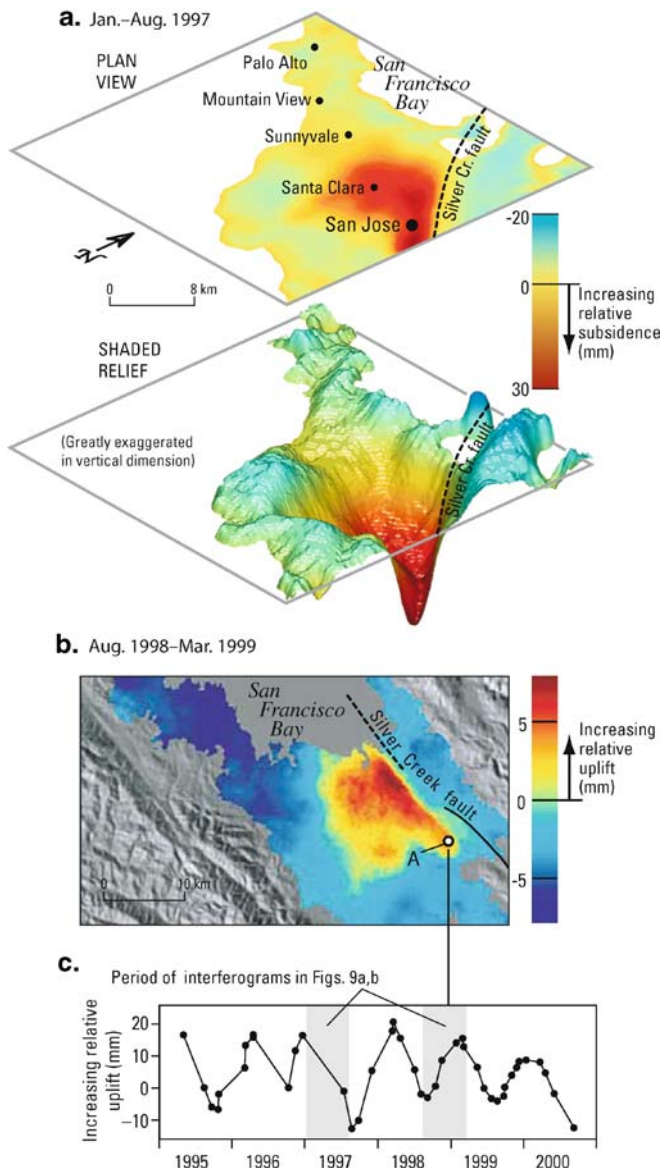 a. Jan.–Aug. 1997
PLAN
VIEW
Palo Alto
San
Francisco
Bay
Mountain View
Sunnyvale
Silver Cr. fault
Santa Clara
San Jose
N
0 8 km
-20
0
30
Increasing
relative
subsidence
(mm)
SHADED
RELIEF
(Greatly exaggerated
in vertical dimension)
Silver Cr. fault
b. Aug. 1998–Mar. 1999
San
Francisco
Bay
Silver Creek fault
A
0 10 km
5
0
-5
Increasing
relative
uplift
(mm)
c.
Period of interferograms in Figs. 9a,b
Increasing relative
uplift (mm)
20
10
0
−10
1995 1996 1997 1998 1999 2000